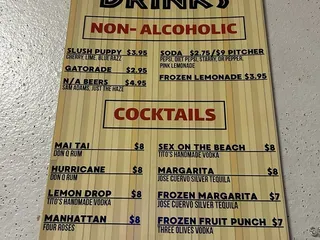 DRINKS
NON-ALCOHOLIC
SLUSH PUPPY $3.95
CHERRY, LIME, BLUE RAZZ
GATORADE $2.95
N/A BEERS $4.95
SAM ADAMS, JUST THE HAZE
SODA $2.75/$9 PITCHER
PEPSI, DIET PEPSI, STARRY, DR PEPPER,
PINK LEMONADE
FROZEN LEMONADE $3.95
COCKTAILS
MAI TAI $8
DON Q RUM
HURRICANE $8
DON Q RUM
LEMON DROP $8
TITO'S HANDMADE VODKA
MANHATTAN $8
FOUR ROSES
SEX ON THE BEACH $8
TITO'S HANDMADE VODKA
MARGARITA $8
JOSE CUERVO SILVER TEQUILA
FROZEN MARGARITA $7
JOSE CUERVO SILVER TEQUILA
FROZEN FRUIT PUNCH $7
THREE OLIVES VODKA